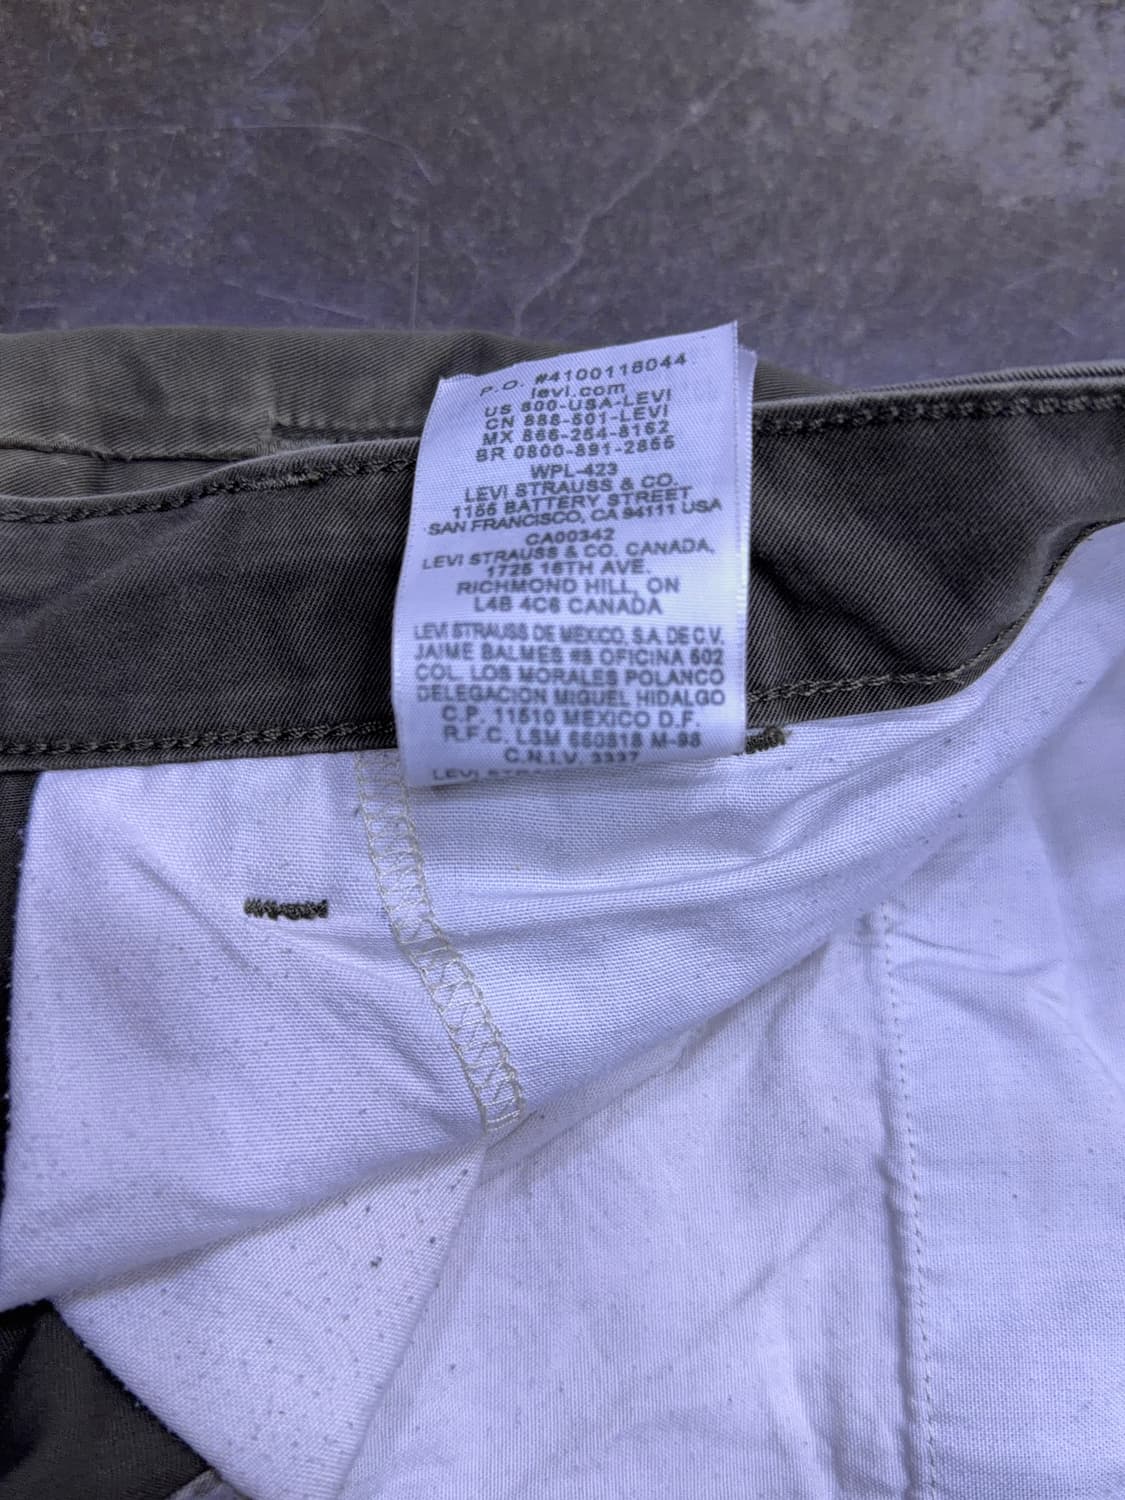 P.O. #4100118044
levi.com
US 800-USA-LEVI
CN 888-501-LEVI
MX 866-254-8162
BR 0800-891-2855
WPL-423
LEVI STRAUSS & CO.
1155 BATTERY STREET
SAN FRANCISCO, CA 94111 USA
CA00342
LEVI STRAUSS & CO. CANADA,
1725 16TH AVE.
RICHMOND HILL, ON
L4B 4C6 CANADA
LEVI STRAUSS DE MEXICO, S.A. DE C.V.
JAIME BALMES #8 OFICINA 602
COL. LOS MORALES POLANCO
DELEGACION MIGUEL HIDALGO
C.P. 11510 MEXICO D.F.
R.F.C. LSM 650818 M-98
C.N.I.V. 3337
LEVI